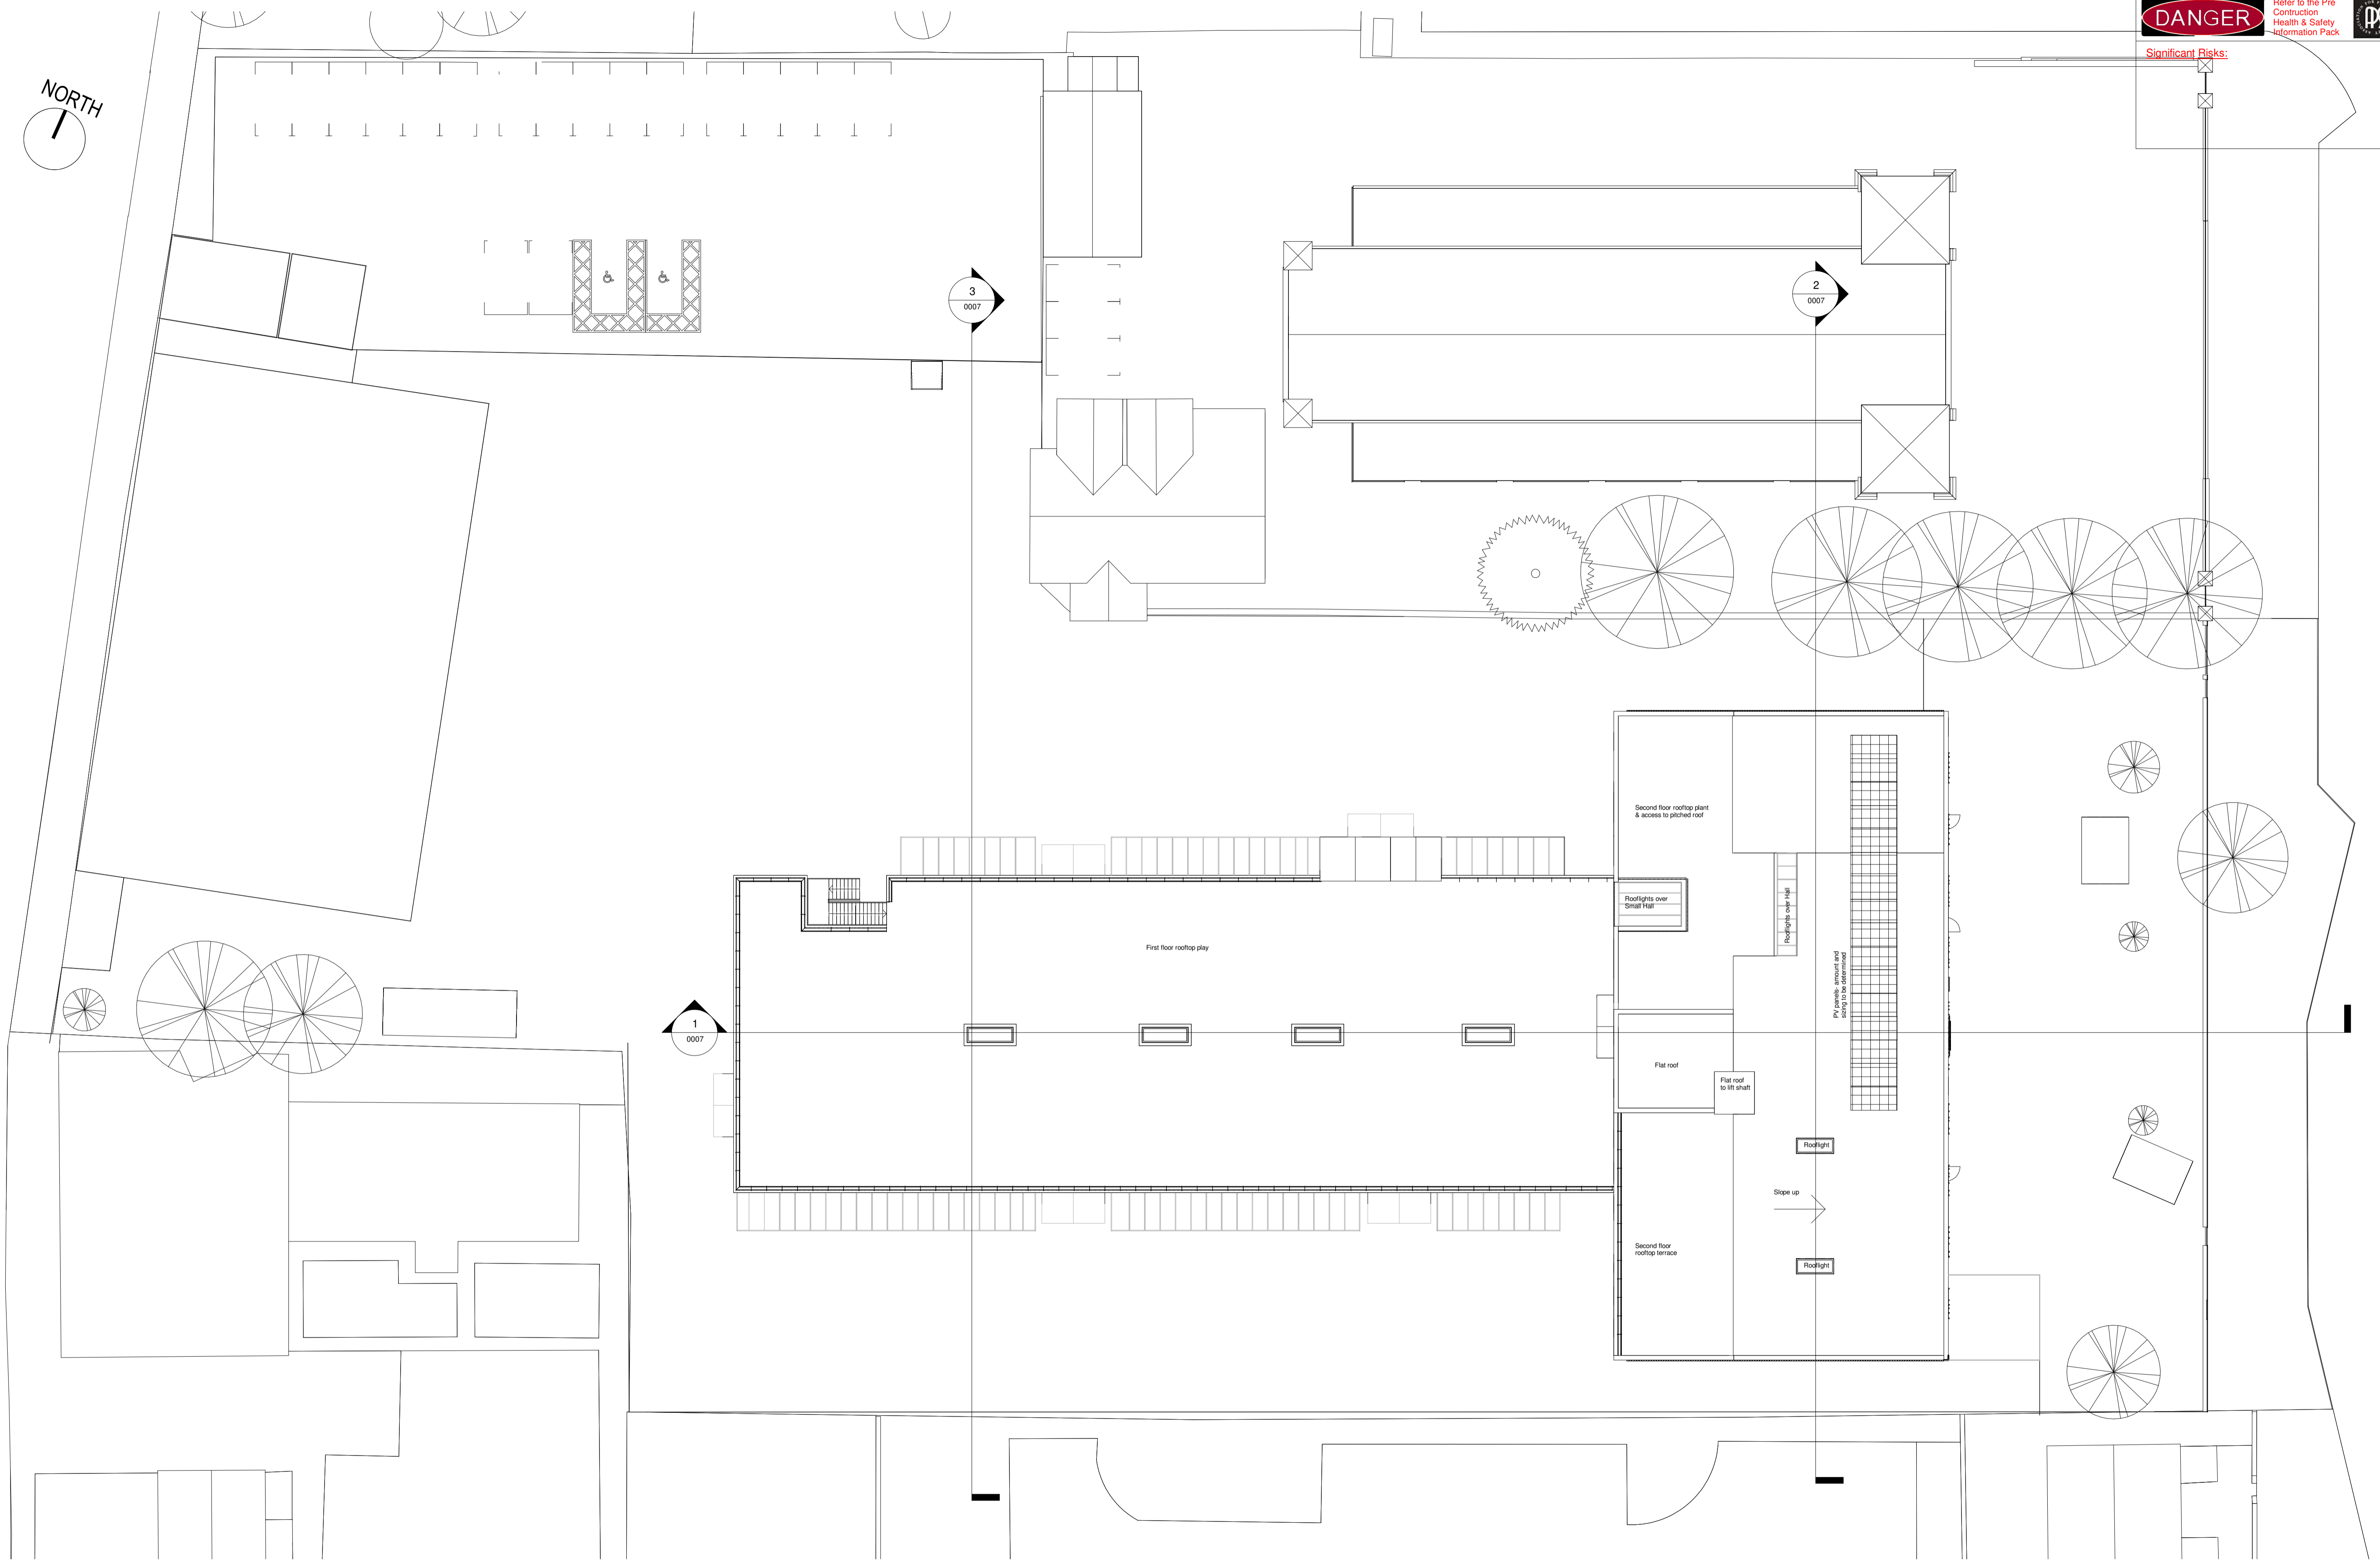 DANGER
Refer to the Pre
Contruction
Health & Safety
Information Pack
Significant Risks:
NORTH
3
0007
2
0007
Second floor rooftop plant
& access to pitched roof
Rooflights over
Small Hall
Rooflights over Hall
First floor rooftop play
PV panels- amount and
sizing to be determined
1
0007
Flat roof
Flat roof
to lift shaft
Rooflight
Slope up
Second floor
rooftop terrace
Rooflight